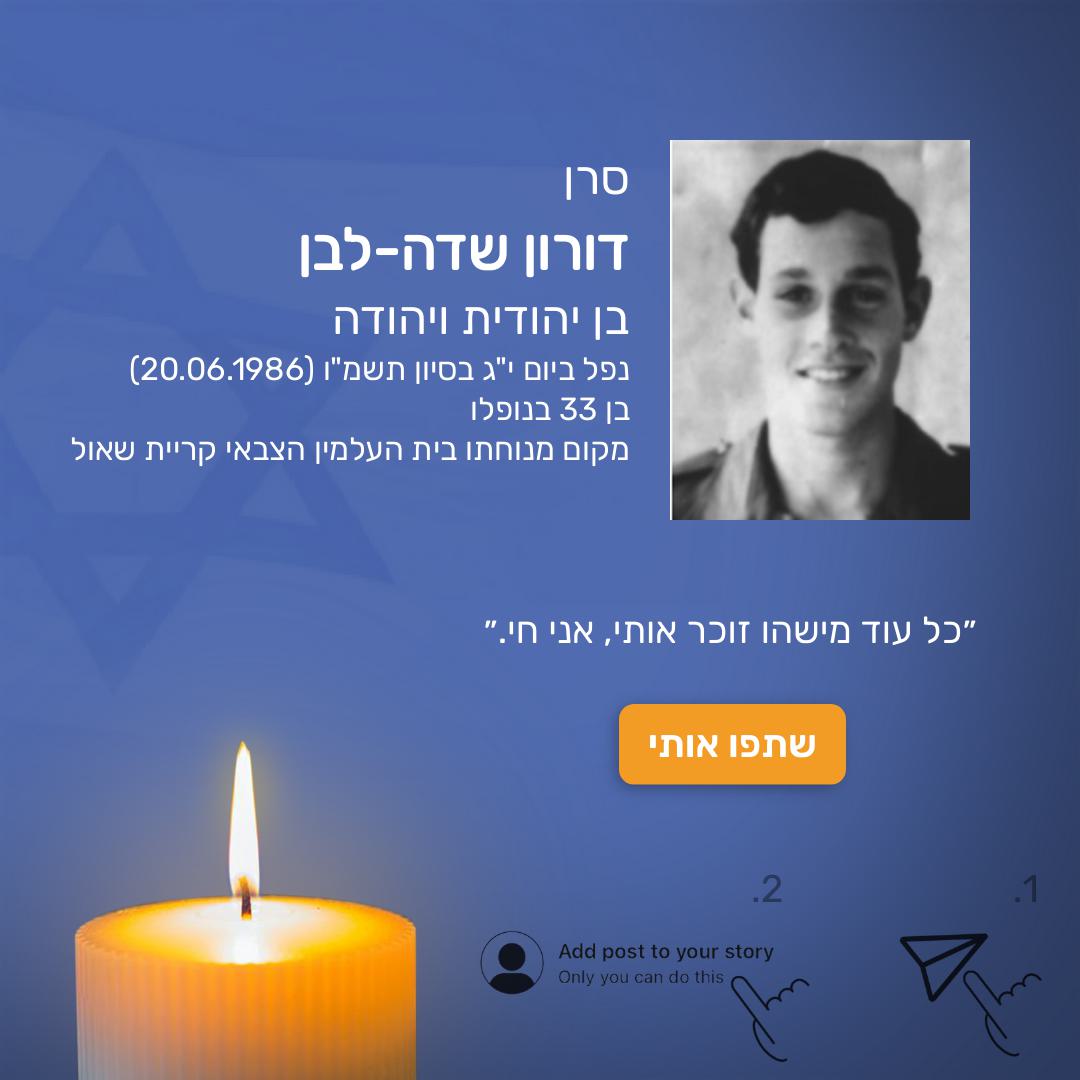 סרן
דורון שדה-לבן
בן יהודית ויהודה
נפל ביום י"ג בסיון תשמ"ו (20.06.1986)
בן 33 בנופלו
מקום מנוחתו בית העלמין הצבאי קריית שאול
״כל עוד מישהו זוכר אותי, אני חי.״
שתפו אותי
1.
2.
Add post to your story
Only you can do this